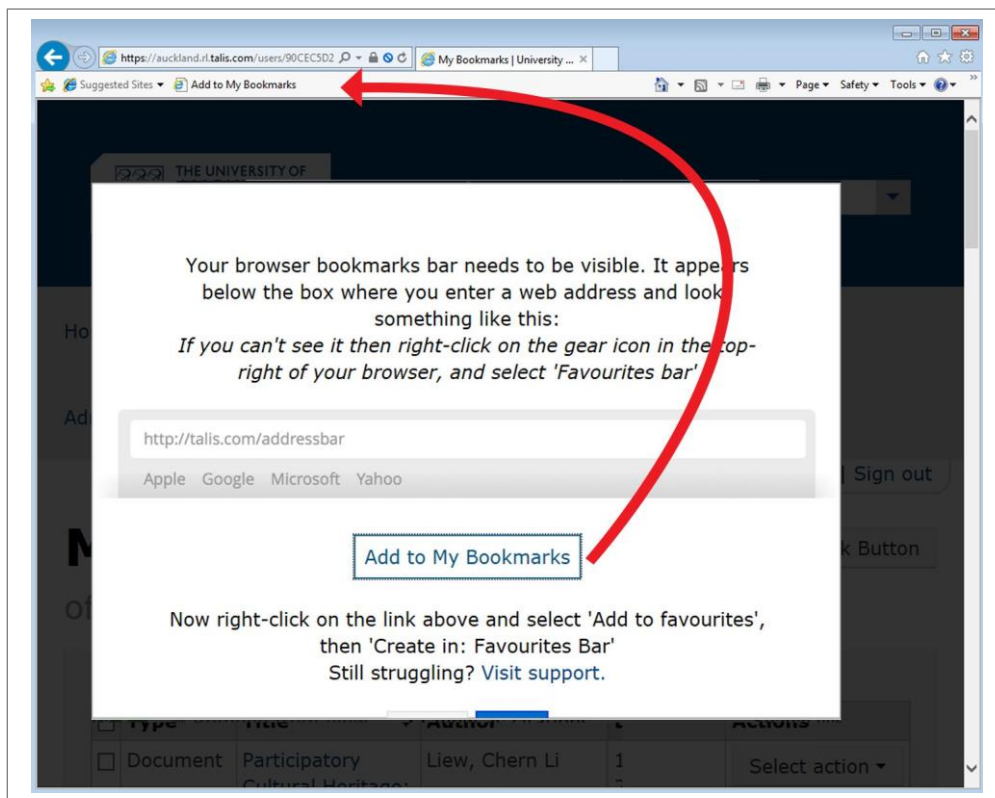 https://auckland.rl.talis.com/users/90CEC5D2
My Bookmarks | University ...
Suggested Sites
Add to My Bookmarks
Page
Safety
Tools
THE UNIVERSITY OF
Your browser bookmarks bar needs to be visible. It appears
below the box where you enter a web address and look
something like this:
If you can't see it then right-click on the gear icon in the top-
right of your browser, and select 'Favourites bar'
http://talis.com/addressbar
Apple Google Microsoft Yahoo
| Sign out
Add to My Bookmarks
k Button
Now right-click on the link above and select 'Add to favourites',
then 'Create in: Favourites Bar'
Still struggling? Visit support.
Type Title Author Actions
Document Participatory Liew, Chern Li 1 Select action
Cultural Heritage: